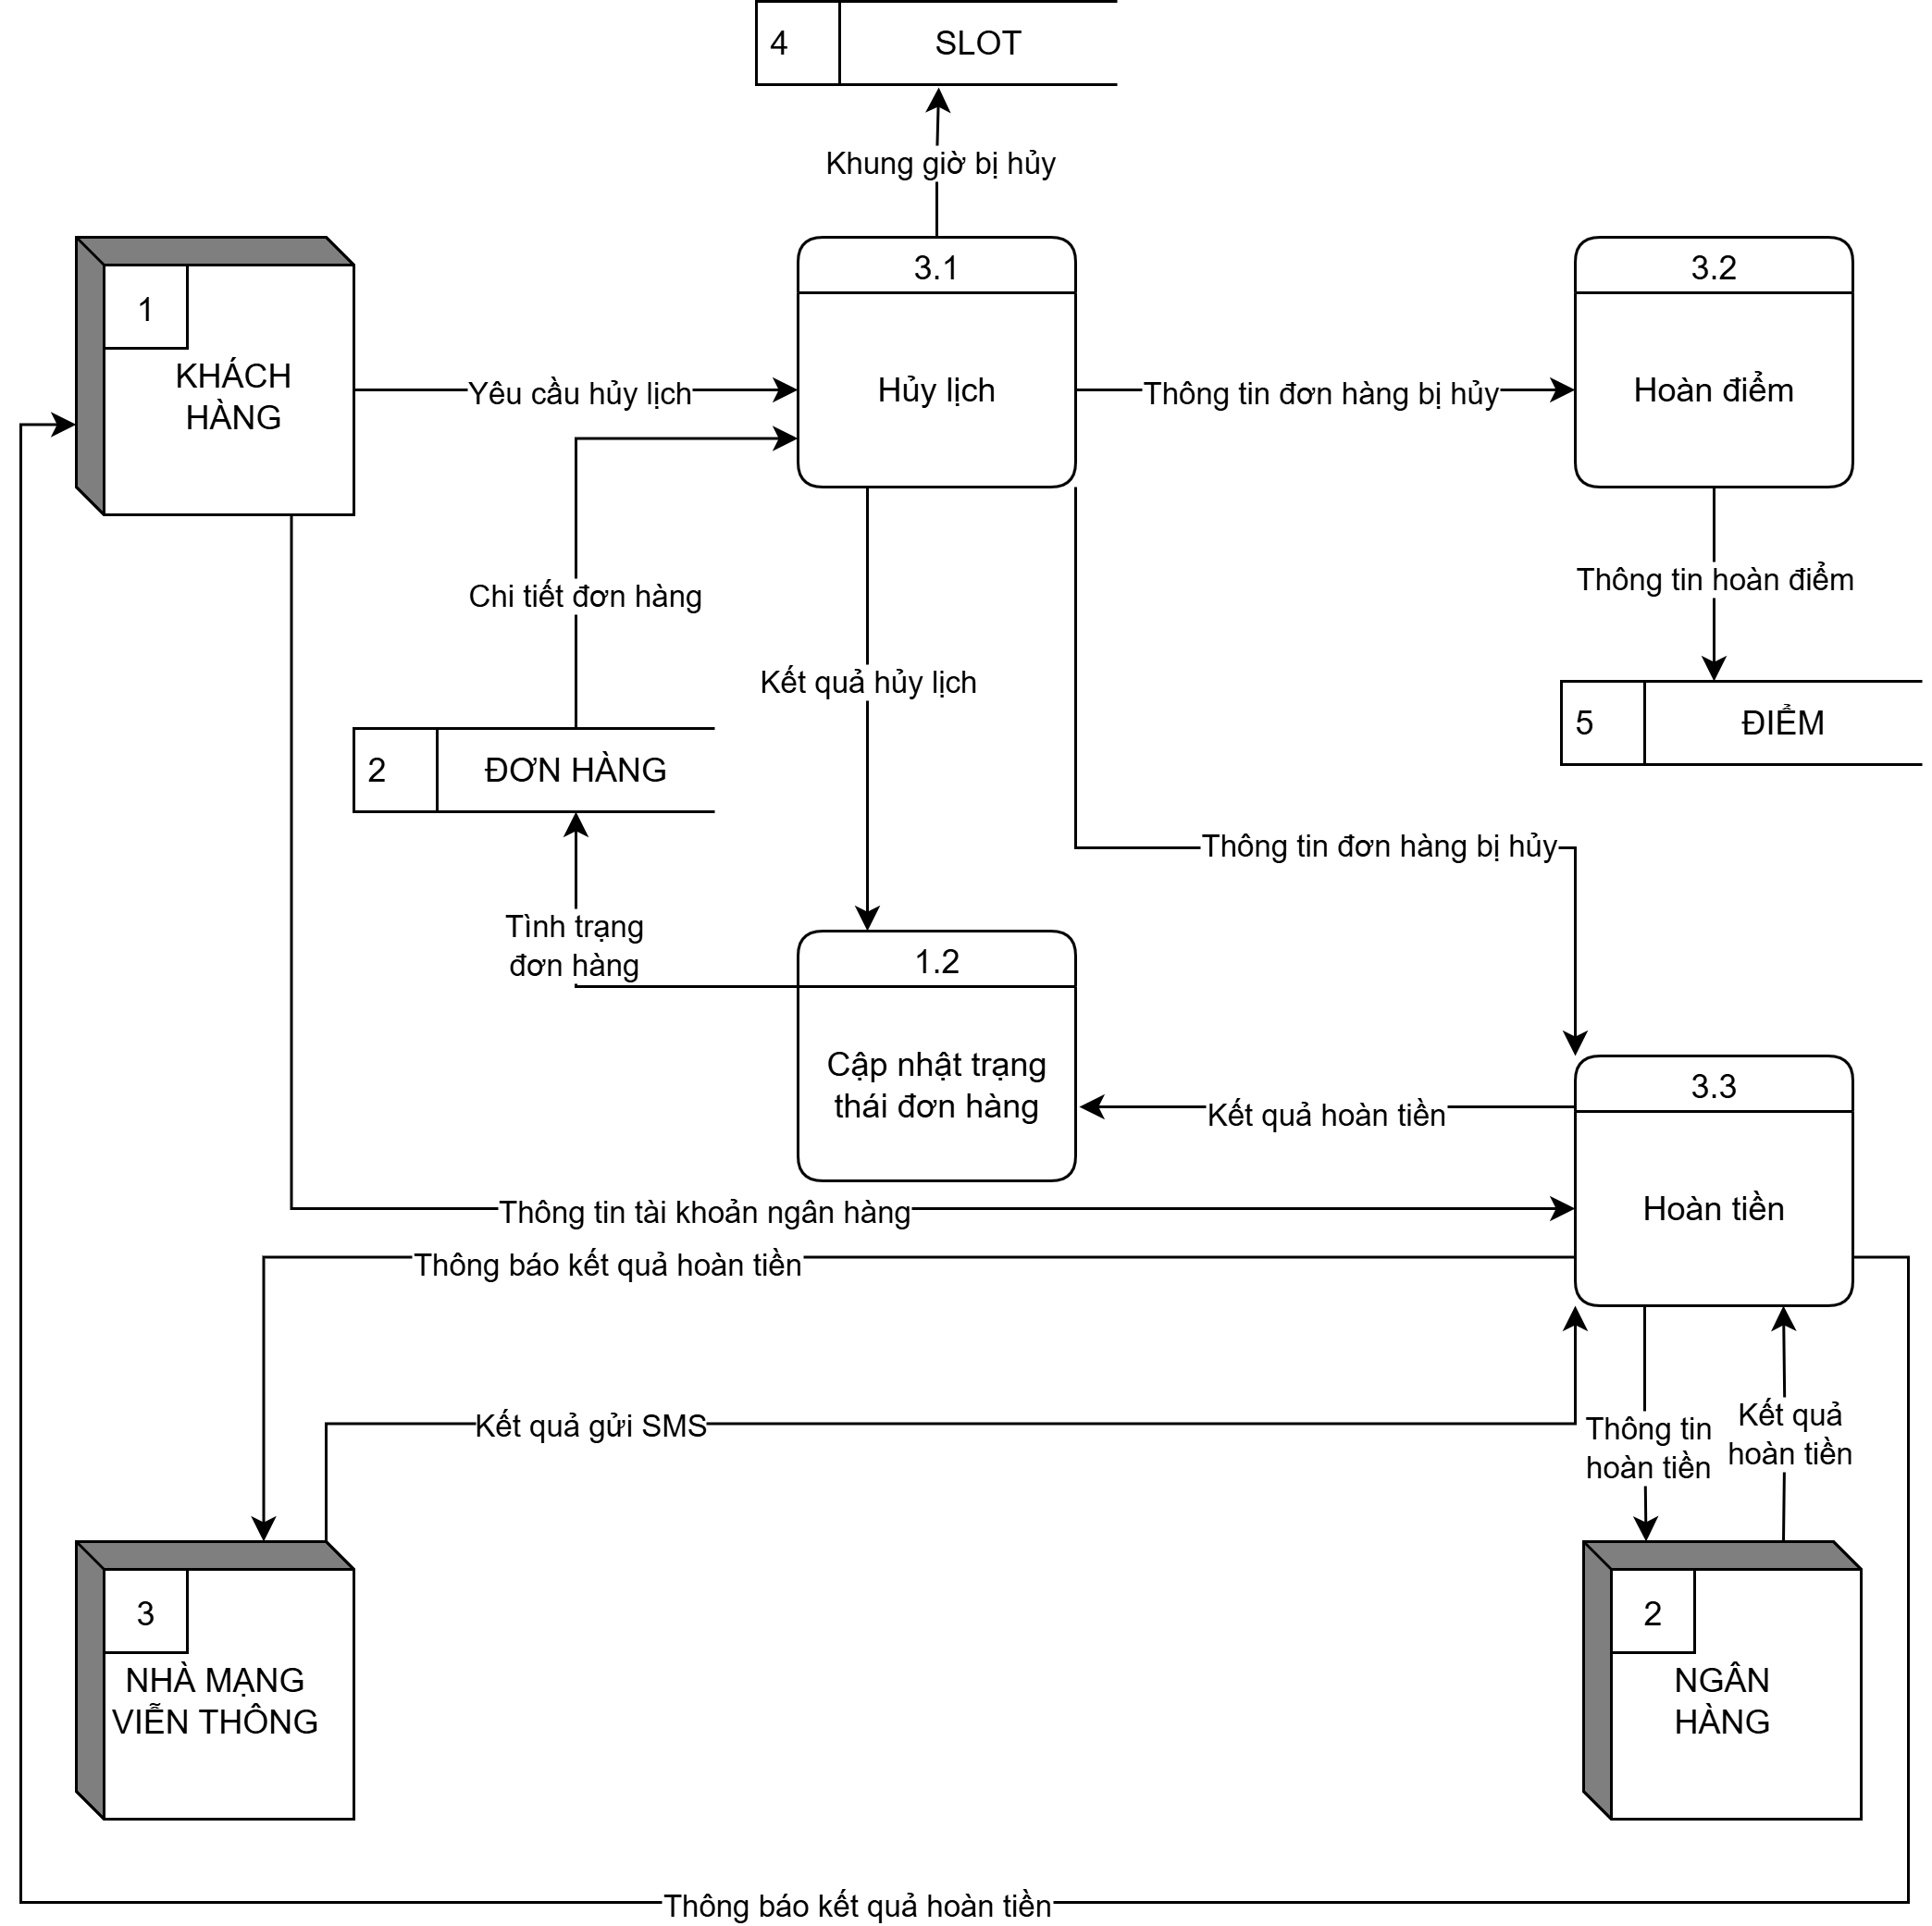 4
SLOT
Khung giờ bị hủy
1
KHÁCH
HÀNG
Yêu cầu hủy lịch
3.1
Hủy lịch
Thông tin đơn hàng bị hủy
3.2
Hoàn điểm
Chi tiết đơn hàng
Thông tin hoàn điểm
Kết quả hủy lịch
2
ĐƠN HÀNG
5
ĐIỂM
Thông tin đơn hàng bị hủy
Tình trạng
đơn hàng
1.2
Cập nhật trạng
thái đơn hàng
3.3
Hoàn tiền
Kết quả hoàn tiền
Thông tin tài khoản ngân hàng
Thông báo kết quả hoàn tiền
Kết quả gửi SMS
Thông tin
hoàn tiền
Kết quả
hoàn tiền
3
NHÀ MẠNG
VIỄN THÔNG
2
NGÂN
HÀNG
Thông báo kết quả hoàn tiền